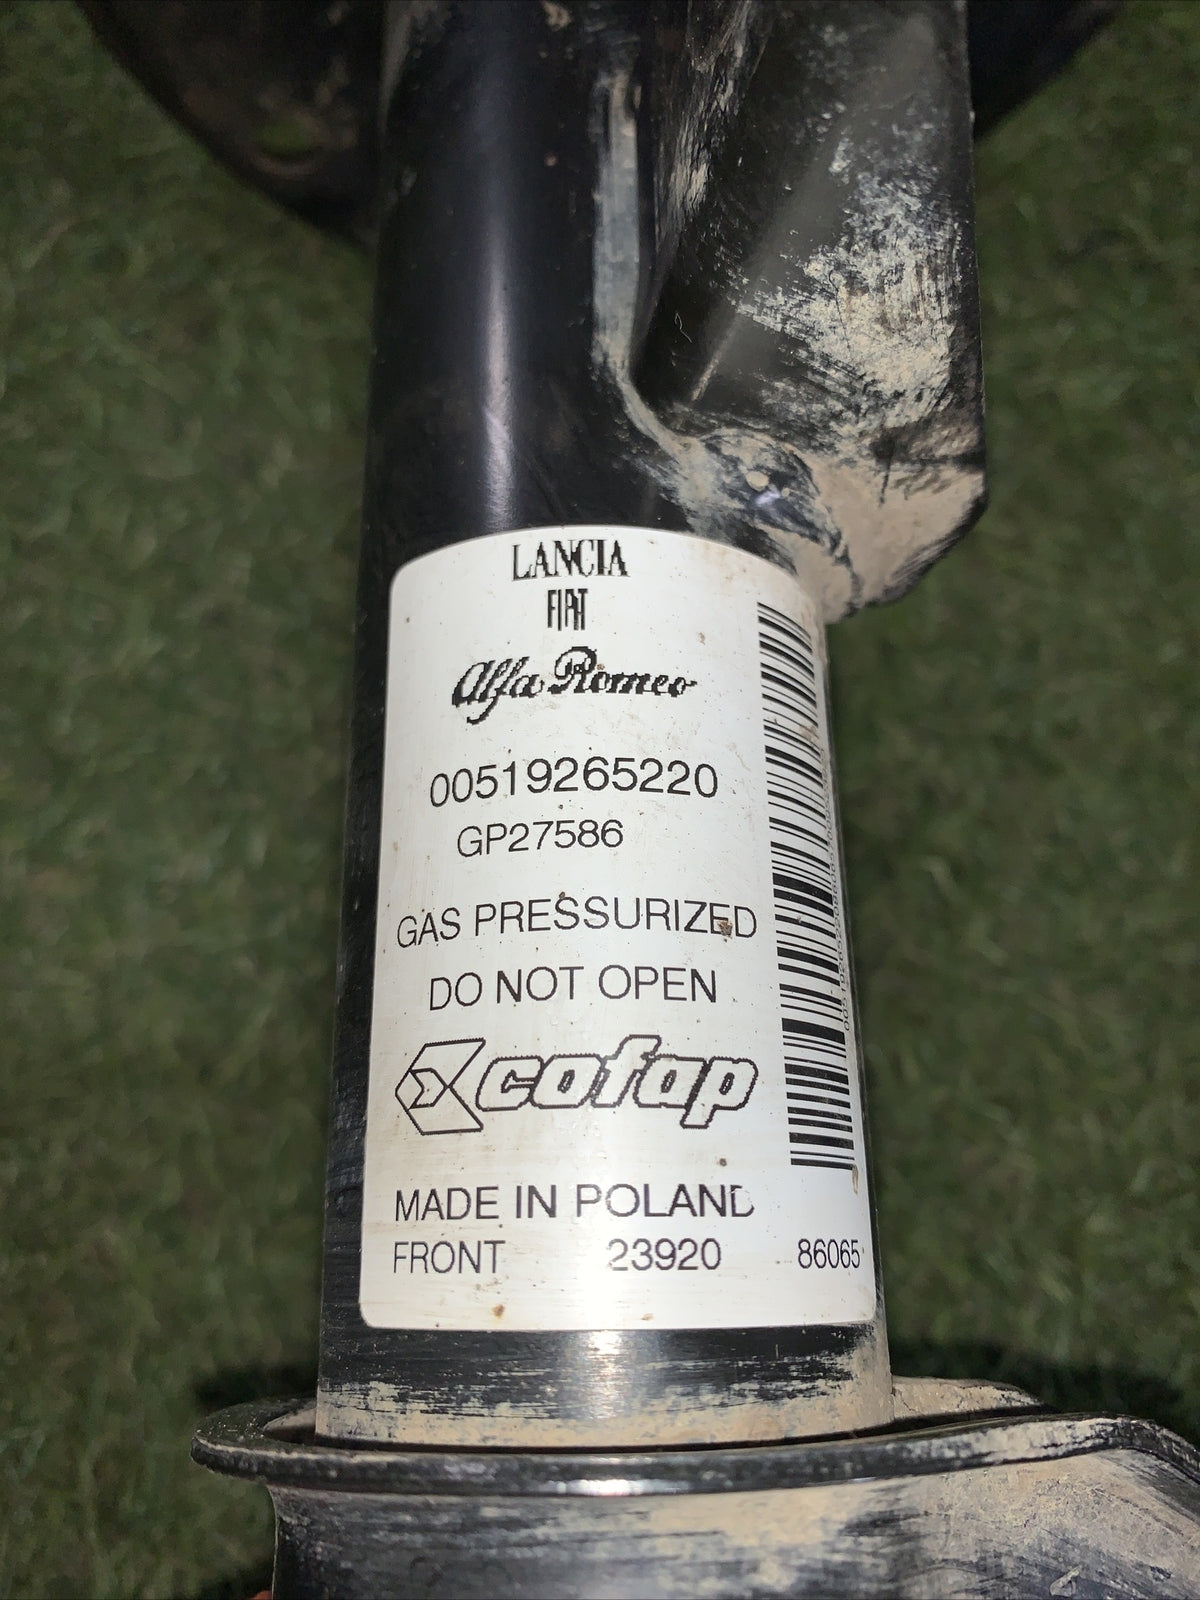 LANCIA
FIAT
Alfa Romeo
00519265220
GP27586
GAS PRESSURIZED
DO NOT OPEN
cofap
MADE IN POLAND
FRONT 23920 86065